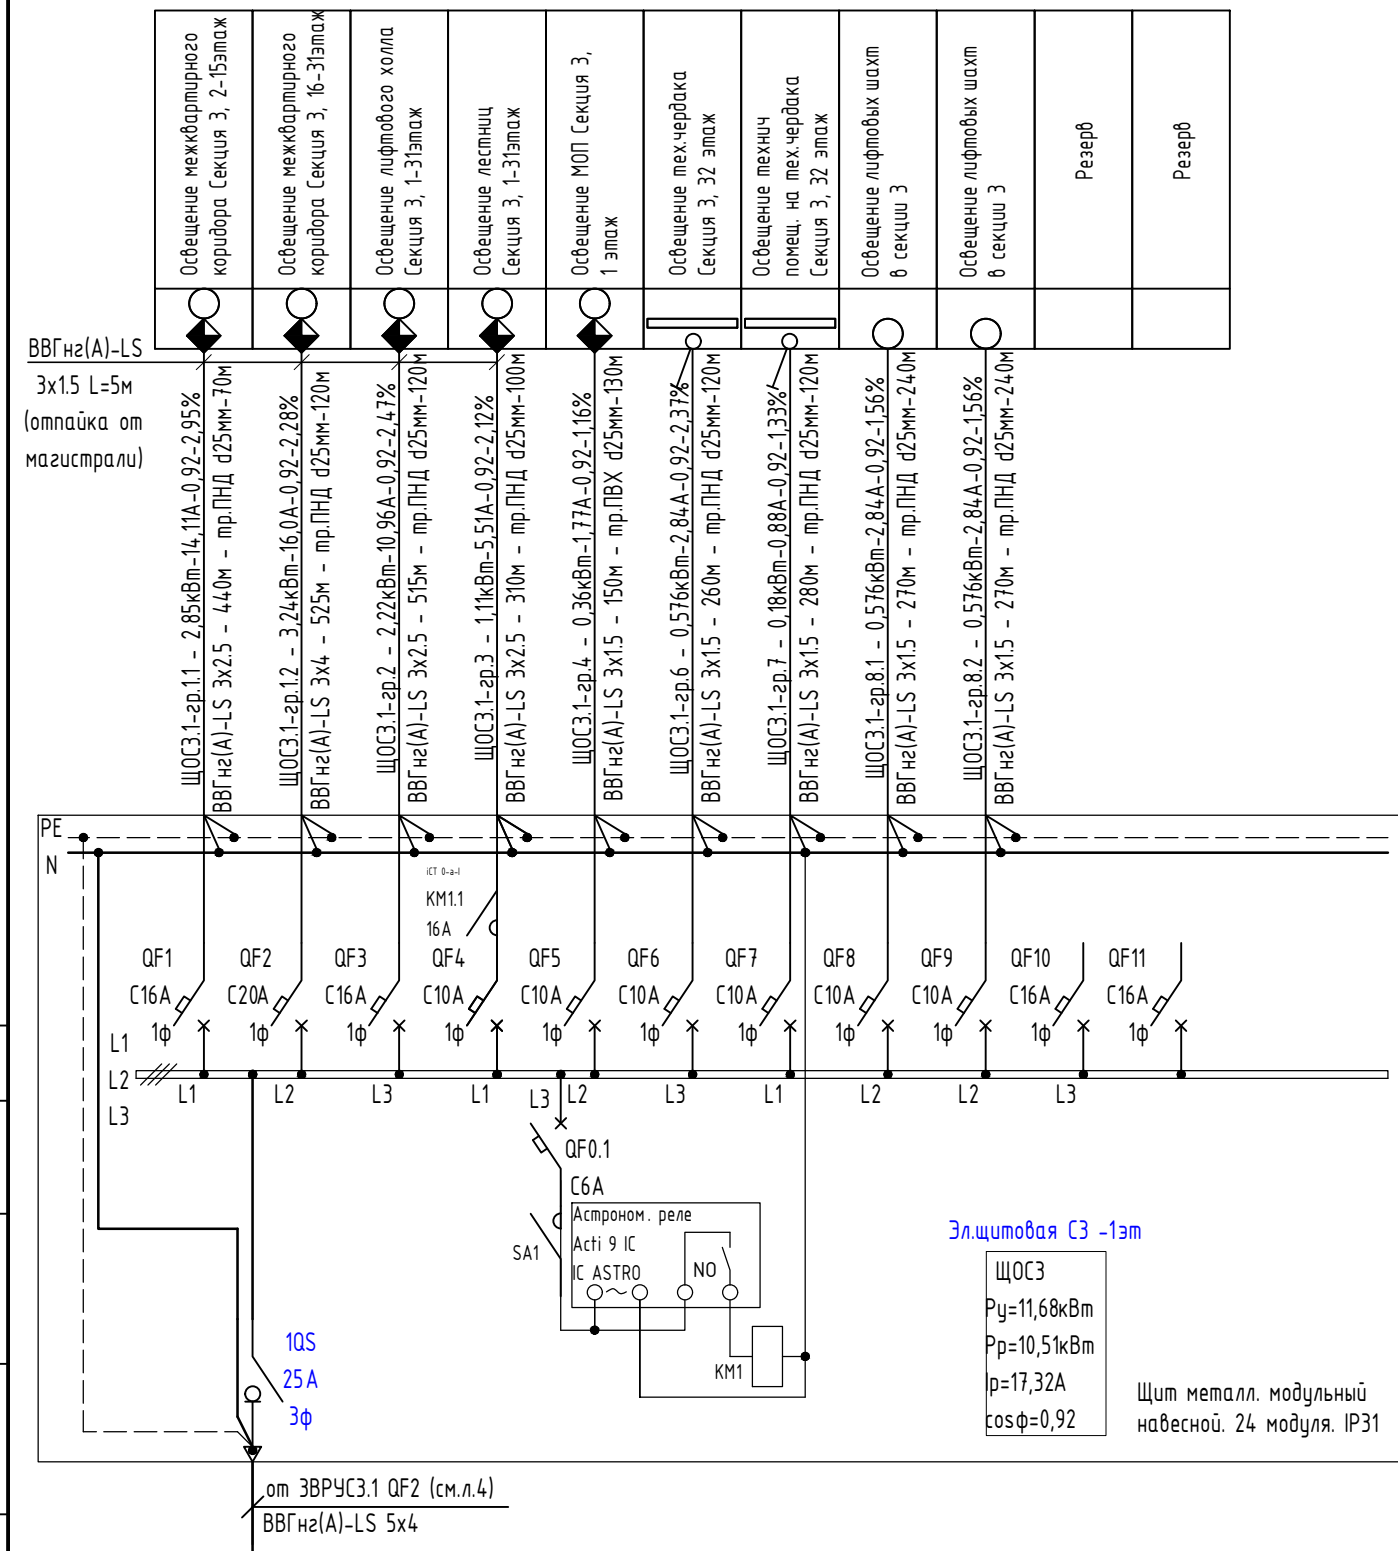 Освещение межквартирного
коридора Секция 3, 2-15этаж
Освещение межквартирного
коридора Секция 3, 16-31этаж
Освещение лифтового холла
Секция 3, 1-31этаж
Освещение лестниц
Секция 3, 1-31этаж
Освещение МОП Секция 3,
1 этаж
Освещение тех.чердака
Секция 3, 32 этаж
Освещение технич
помещ. на тех.чердака
Секция 3, 32 этаж
Освещение лифтовых шахт
в секции 3
Освещение лифтовых шахт
в секции 3
Резерв
Резерв
ВВГнг(А)-LS
3х1.5 L=5м
(отпайка от
магистрали)
ЩОС3.1-гр.1.1 - 2,85кВт-14,11А-0,92-2,95%
ВВГнг(А)-LS 3х2.5 - 440м - тр.ПНД d25мм-70м
ЩОС3.1-гр.1.2 - 3,24кВт-16,0А-0,92-2,28%
ВВГнг(А)-LS 3х4 - 525м - тр.ПНД d25мм-120м
ЩОС3.1-гр.2 - 2,22кВт-10,96А-0,92-2,47%
ВВГнг(А)-LS 3х2.5 - 515м - тр.ПНД d25мм-120м
ЩОС3.1-гр.3 - 1,11кВт-5,51А-0,92-2,12%
ВВГнг(А)-LS 3х2.5 - 310м - тр.ПНД d25мм-100м
ЩОС3.1-гр.4 - 0,36кВт-1,77А-0,92-1,16%
ВВГнг(А)-LS 3х1.5 - 150м - тр.ПВХ d25мм-130м
ЩОС3.1-гр.6 - 0,576кВт-2,84А-0,92-2,37%
ВВГнг(А)-LS 3х1.5 - 260м - тр.ПНД d25мм-120м
ЩОС3.1-гр.7 - 0,18кВт-0,88А-0,92-1,33%
ВВГнг(А)-LS 3х1.5 - 280м - тр.ПНД d25мм-120м
ЩОС3.1-гр.8.1 - 0,576кВт-2,84А-0,92-1,56%
ВВГнг(А)-LS 3х1.5 - 270м - тр.ПНД d25мм-240м
ЩОС3.1-гр.8.2 - 0,576кВт-2,84А-0,92-1,56%
ВВГнг(А)-LS 3х1.5 - 270м - тр.ПНД d25мм-240м
PE
N
iCT 0-a-I
KM1.1
16А
QF1 QF2 QF3 QF4 QF5 QF6 QF7 QF8 QF9 QF10 QF11
C16А C20А C16А C10А C10А C10А C10А C10А C10А C16А C16А
1ф 1ф 1ф 1ф 1ф 1ф 1ф 1ф 1ф 1ф 1ф
L1
L2
L3
L1 L2 L3 L1 L3 L2 L3 L1 L2 L2 L3
QF0.1
C6А
SA1
Астроном. реле
Acti 9 IC
IC ASTRO
NO
KM1
1QS
25А
3ф
Эл.щитовая С3 -1эт
ЩОС3
Ру=11,68кВт
Рр=10,51кВт
Ip=17,32А
cosф=0,92
Щит металл. модульный
навесной. 24 модуля. IP31
от 3ВРУС3.1 QF2 (см.л.4)
ВВГнг(А)-LS 5х4